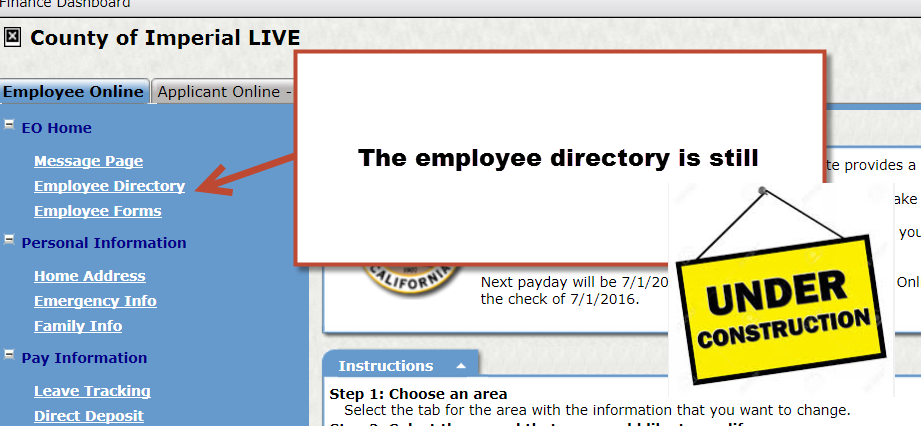 Finance Dashboard
County of Imperial LIVE
Employee Online
Applicant Online -
EO Home
Message Page
Employee Directory
Employee Forms
Personal Information
Home Address
Emergency Info
Family Info
Pay Information
Leave Tracking
Direct Deposit
The employee directory is still
UNDER
CONSTRUCTION
te provides a
ake
you
CALIFORNIA
Next payday will be 7/1/20
Onl
the check of 7/1/2016.
Instructions
Step 1: Choose an area
Select the tab for the area with the information that you want to change.